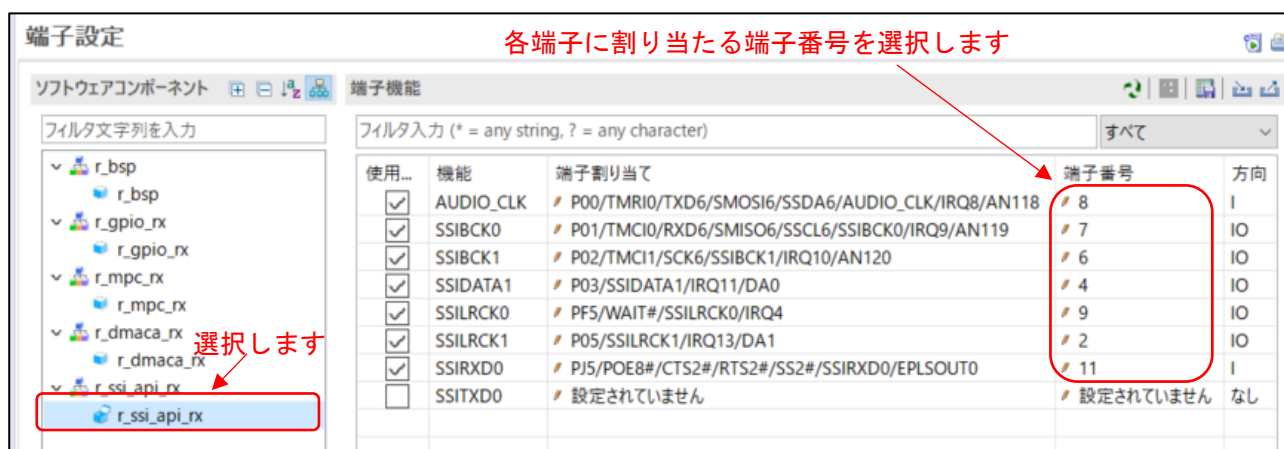 端子設定
各端子に割り当たる端子番号を選択します
ソフトウェアコンポーネント
端子機能
フィルタ文字列を入力
フィルタ入力 (* = any string, ? = any character)
すべて
r_bsp
r_bsp
r_gpio_rx
r_gpio_rx
r_mpc_rx
r_mpc_rx
r_dmaca_rx
選択します
r_dmaca_rx
r_ssi_api_rx
r_ssi_api_rx
使用... 機能 端子割り当て 端子番号 方向
AUDIO_CLK P00/TMRI0/TXD6/SMOSI6/SSDA6/AUDIO_CLK/IRQ8/AN118 8 I
SSIBCK0 P01/TMCI0/RXD6/SMISO6/SSCL6/SSIBCK0/IRQ9/AN119 7 IO
SSIBCK1 P02/TMCI1/SCK6/SSIBCK1/IRQ10/AN120 6 IO
SSIDATA1 P03/SSIDATA1/IRQ11/DA0 4 IO
SSILRCK0 PF5/WAIT#/SSILRCK0/IRQ4 9 IO
SSILRCK1 P05/SSILRCK1/IRQ13/DA1 2 IO
SSIRXD0 PJ5/POE8#/CTS2#/RTS2#/SS2#/SSIRXD0/EPLSOUT0 11 I
SSITXD0 設定されていません 設定されていません なし